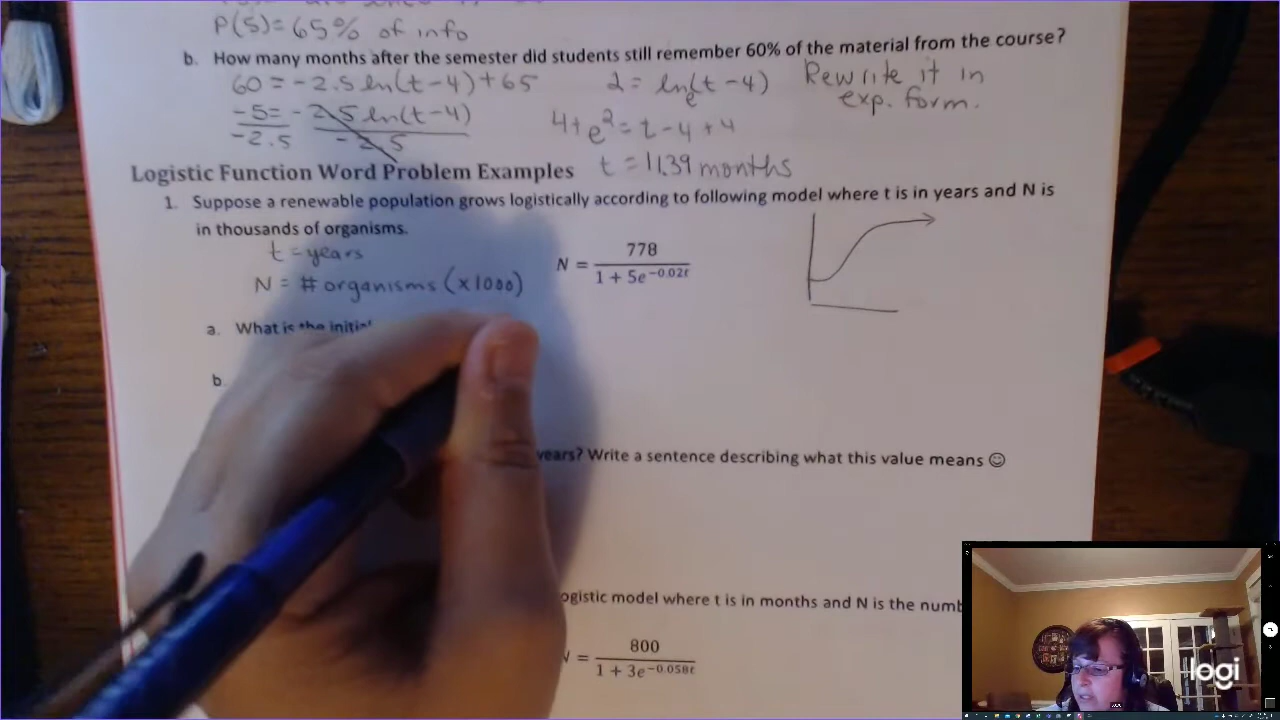 P(5)=65% of info
b. How many months after the semester did students still remember 60% of the material from the course?
60 = -2.5 ln(t-4)+65
2 = ln(t-4)
e
Rewrite it in
exp. form.
-5 = -2.5 ln(t-4)
-2.5 -2.5
4+e²=t-4+4
t = 11.39 months
Logistic Function Word Problem Examples
1. Suppose a renewable population grows logistically according to following model where t is in years and N is
in thousands of organisms.
t = years
N = # organisms (x1000)
N = 778
1 + 5e^-0.02t
a. What is the initial
b.
years? Write a sentence describing what this value means ☺
ogistic model where t is in months and N is the numb
N = 800
1 + 3e^-0.058t
logi